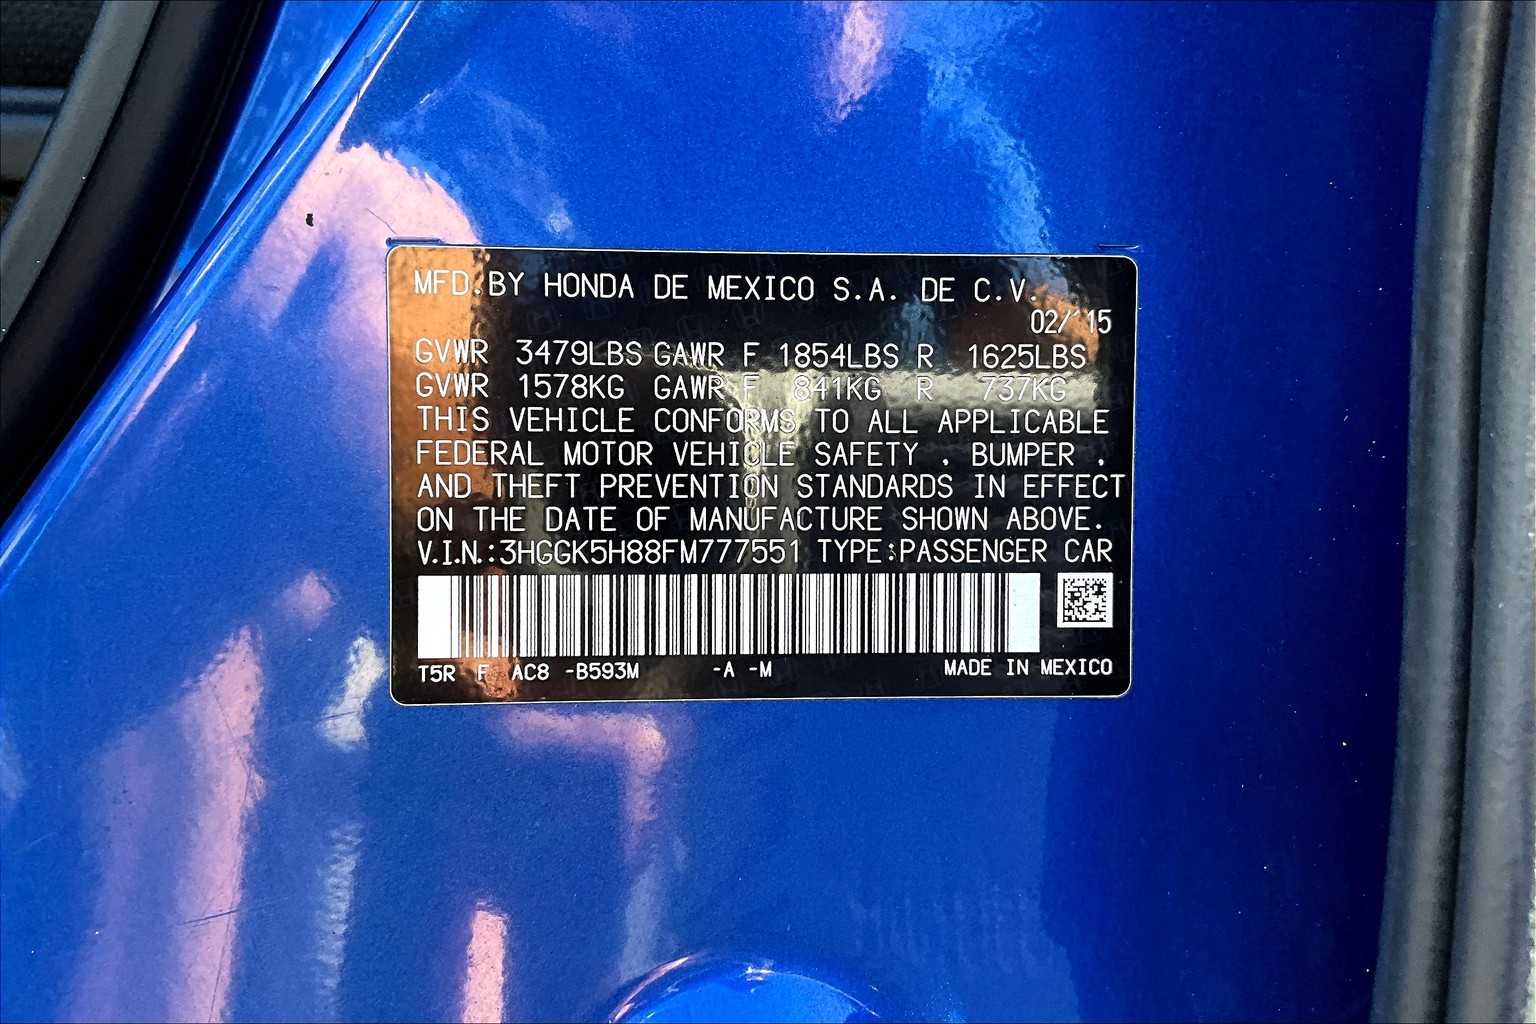 MFD.BY HONDA DE MEXICO S.A. DE C.V.
02/'15
GVWR 3479LBS GAWR F 1854LBS R 1625LBS
GVWR 1578KG GAWR F 841KG R 737KG
THIS VEHICLE CONFORMS TO ALL APPLICABLE
FEDERAL MOTOR VEHICLE SAFETY . BUMPER .
AND THEFT PREVENTION STANDARDS IN EFFECT
ON THE DATE OF MANUFACTURE SHOWN ABOVE.
V.I.N.:3HGGK5H88FM777551 TYPE:PASSENGER CAR
T5R F AC8 -B593M -A -M MADE IN MEXICO